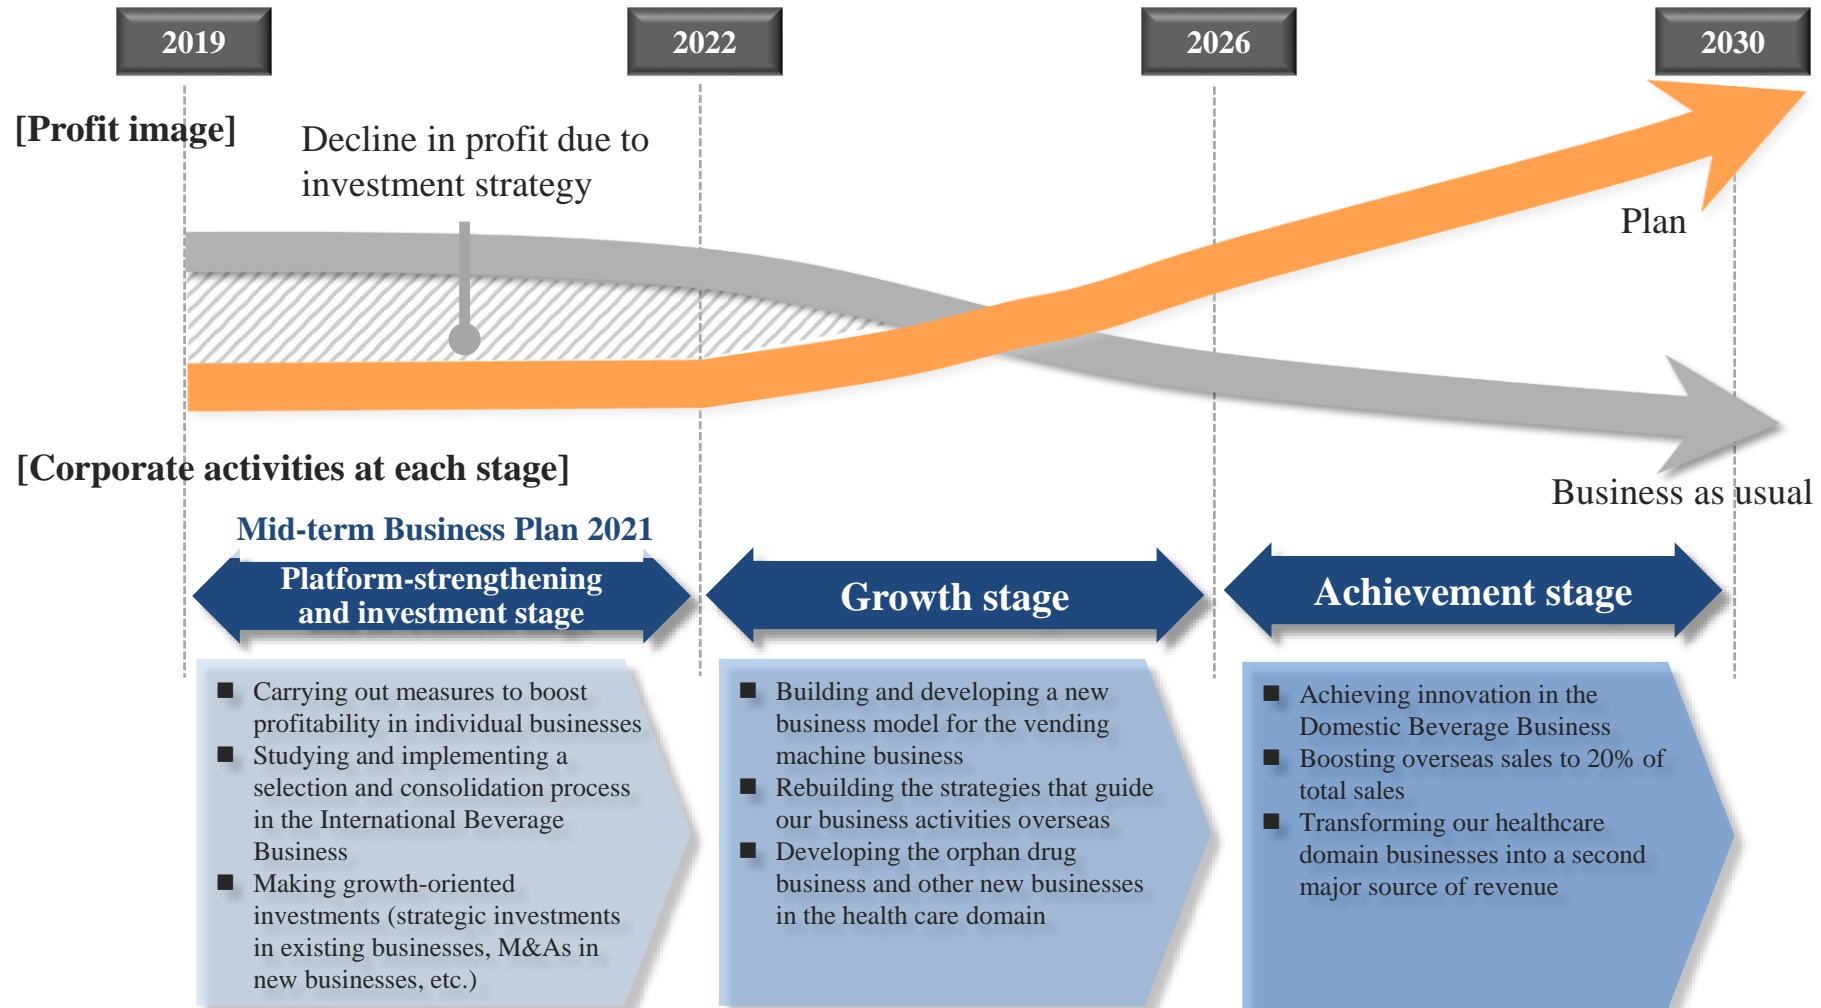 2019
2022
2026
2030
[Profit image]
Decline in profit due to
investment strategy
Plan
Business as usual
[Corporate activities at each stage]
Mid-term Business Plan 2021
Platform-strengthening
and investment stage
Growth stage
Achievement stage
■ Carrying out measures to boost
profitability in individual businesses
■ Studying and implementing a
selection and consolidation process
in the International Beverage
Business
■ Making growth-oriented
investments (strategic investments
in existing businesses, M&As in
new businesses, etc.)
■ Building and developing a new
business model for the vending
machine business
■ Rebuilding the strategies that guide
our business activities overseas
■ Developing the orphan drug
business and other new businesses
in the health care domain
■ Achieving innovation in the
Domestic Beverage Business
■ Boosting overseas sales to 20% of
total sales
■ Transforming our healthcare
domain businesses into a second
major source of revenue